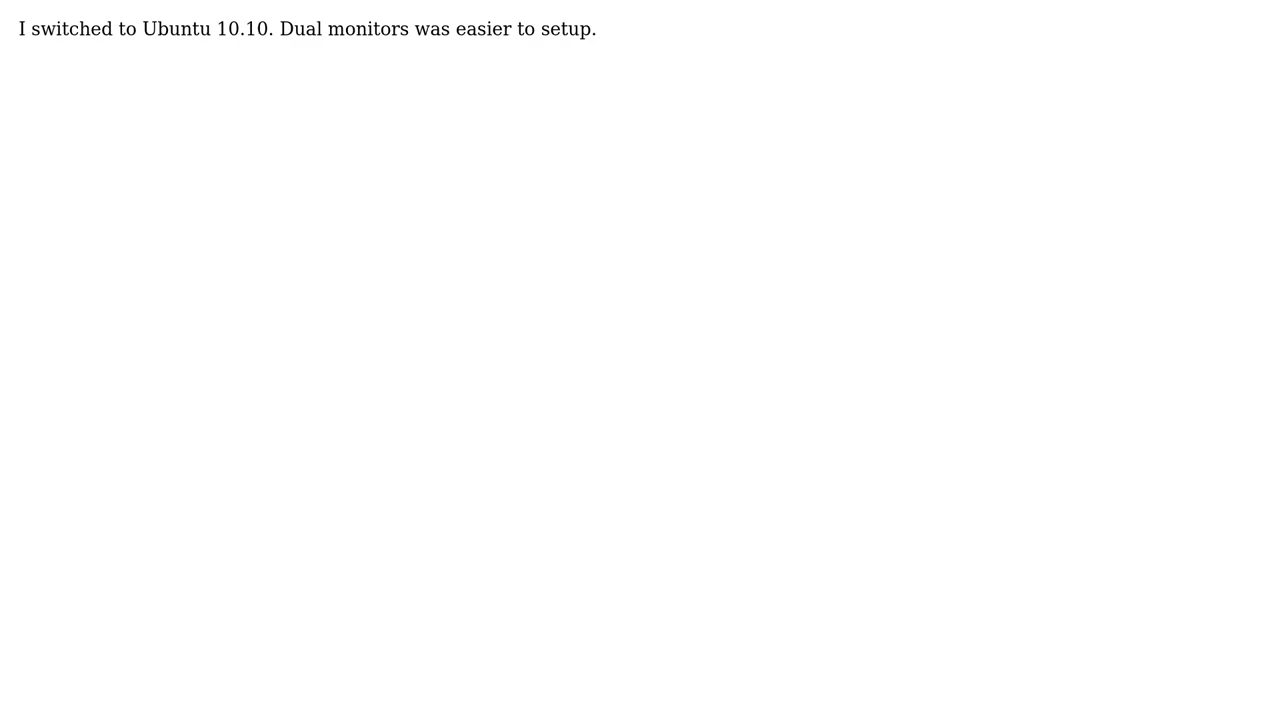 I switched to Ubuntu 10.10. Dual monitors was easier to setup.